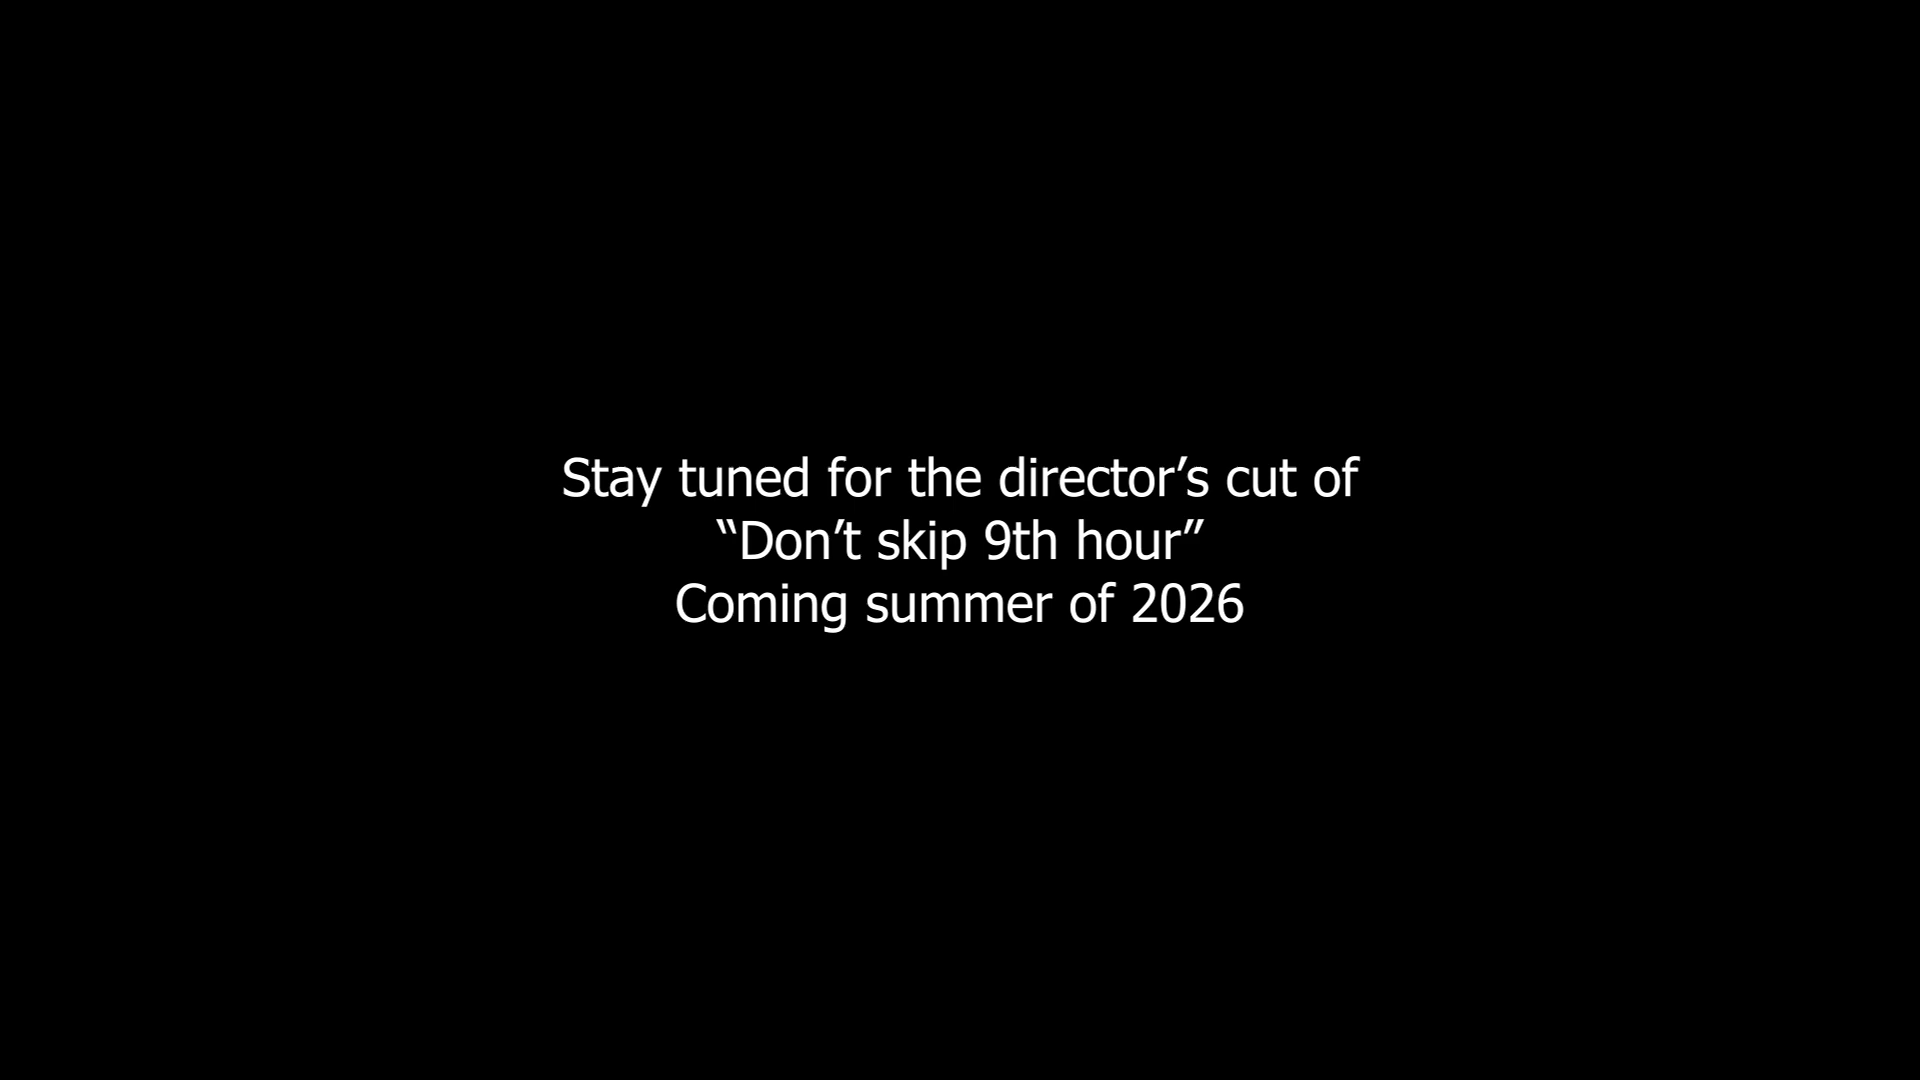 Stay tuned for the director’s cut of
“Don’t skip 9th hour”
Coming summer of 2026